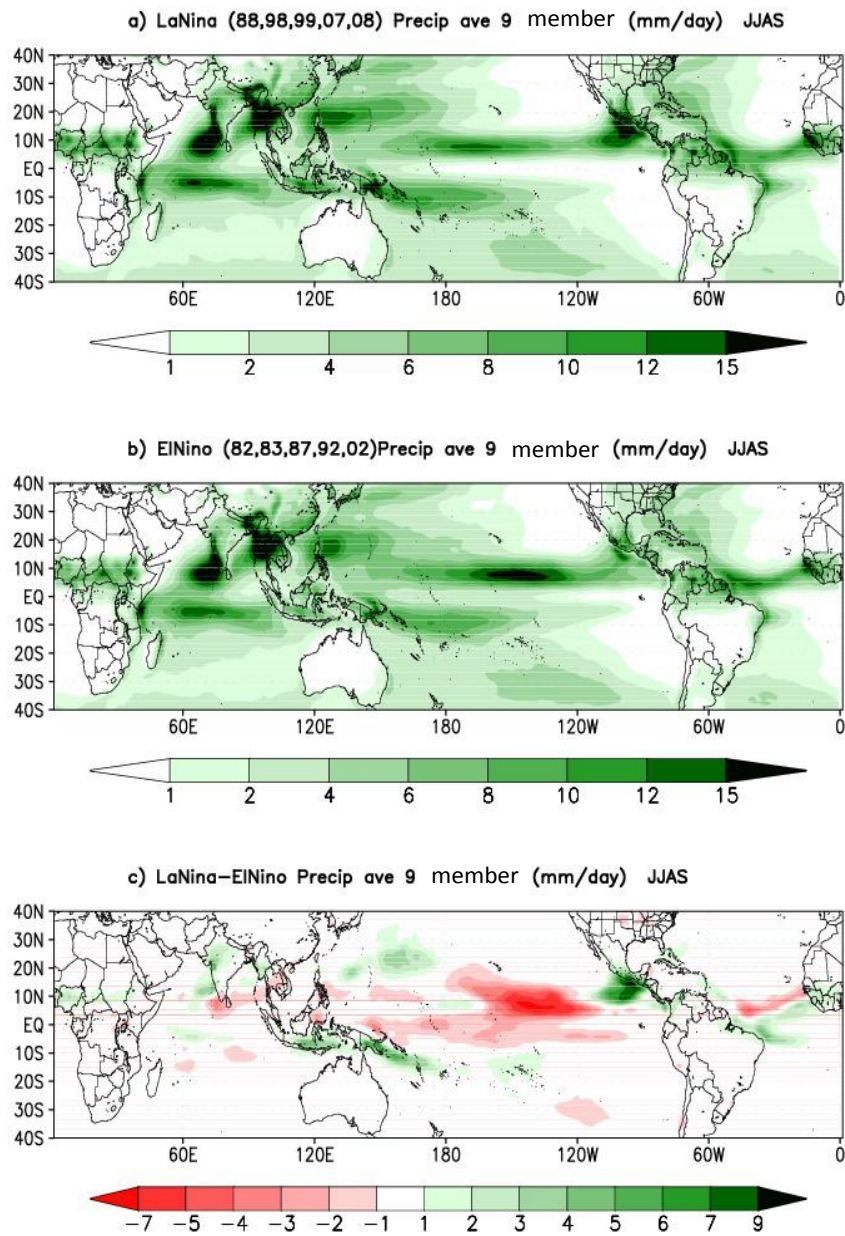 a) LaNina (88,98,99,07,08) Precip ave 9 member (mm/day) JJAS
40N
30N
20N
10N
EQ
10S
20S
30S
40S
60E 120E 180 120W 60W 0
1 2 4 6 8 10 12 15
b) ElNino (82,83,87,92,02)Precip ave 9 member (mm/day) JJAS
40N
30N
20N
10N
EQ
10S
20S
30S
40S
60E 120E 180 120W 60W 0
1 2 4 6 8 10 12 15
c) LaNina-ElNino Precip ave 9 member (mm/day) JJAS
40N
30N
20N
10N
EQ
10S
20S
30S
40S
60E 120E 180 120W 60W 0
-7 -5 -4 -3 -2 -1 1 2 3 4 5 6 7 9